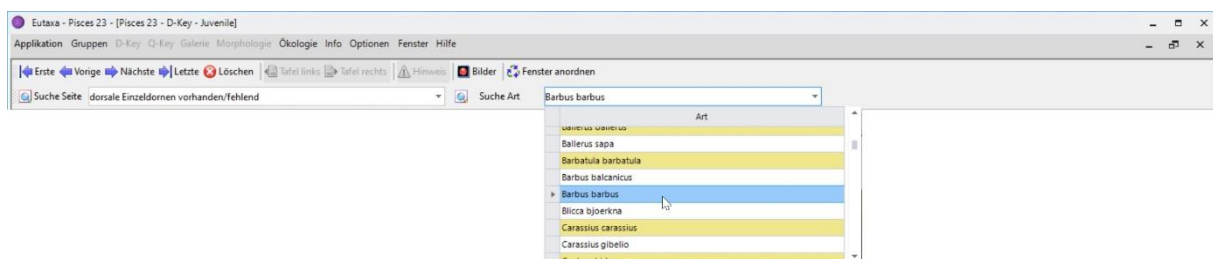 Eutaxa - Pisces 23 - [Pisces 23 - D-Key - Juvenile]
Applikation Gruppen D-Key Q-Key Galerie Morphologie Ökologie Info Optionen Fenster Hilfe
Erste Vorige Nächste Letzte Löschen Tafel links Tafel rechts Hinweis Bilder Fenster anordnen
Suche Seite dorsale Einzeldornen vorhanden/fehlend Suche Art Barbus barbus
Art
Ballerus ballerus
Ballerus sapa
Barbatula barbatula
Barbus balcanicus
Barbus barbus
Blicca bjoerkna
Carassius carassius
Carassius gibelio